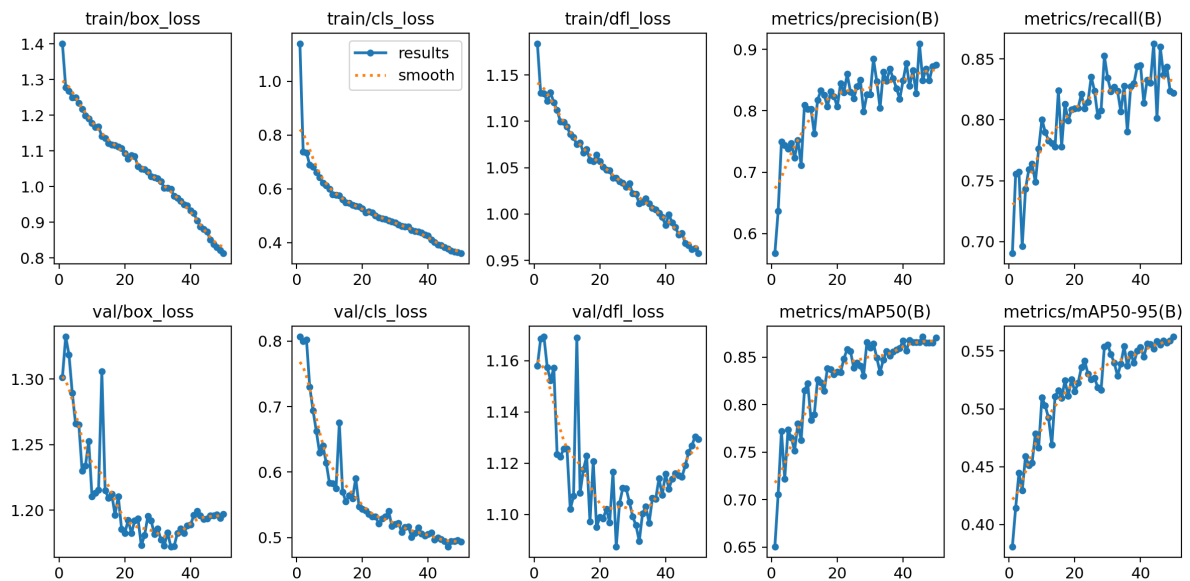 train/box_loss
train/cls_loss
train/dfl_loss
metrics/precision(B)
metrics/recall(B)
1.4
1.3
1.2
1.1
1.0
0.9
0.8
0 20 40
1.0
0.8
0.6
0.4
0 20 40
results
smooth
1.15
1.10
1.05
1.00
0.95
0 20 40
0.9
0.8
0.7
0.6
0 20 40
0.85
0.80
0.75
0.70
0 20 40
val/box_loss
val/cls_loss
val/dfl_loss
metrics/mAP50(B)
metrics/mAP50-95(B)
1.30
1.25
1.20
0 20 40
0.8
0.7
0.6
0.5
0 20 40
1.16
1.14
1.12
1.10
0 20 40
0.85
0.80
0.75
0.70
0.65
0 20 40
0.55
0.50
0.45
0.40
0 20 40